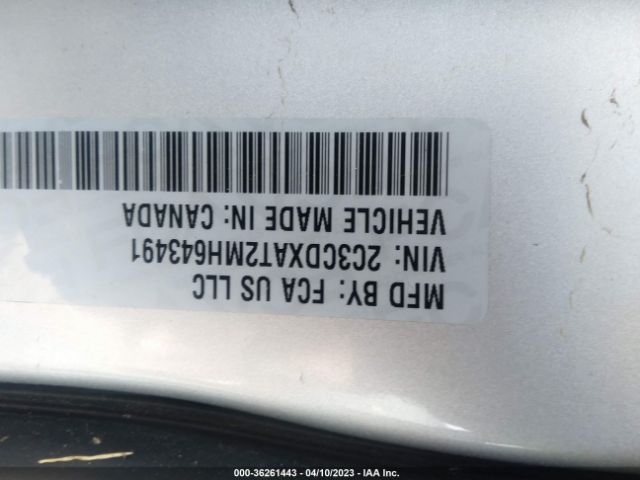 MFD BY: FCA US LLC
VIN: 2C3CDXAT2MH643491
VEHICLE MADE IN: CANADA
000-36261443 - 04/10/2023 - IAA Inc.